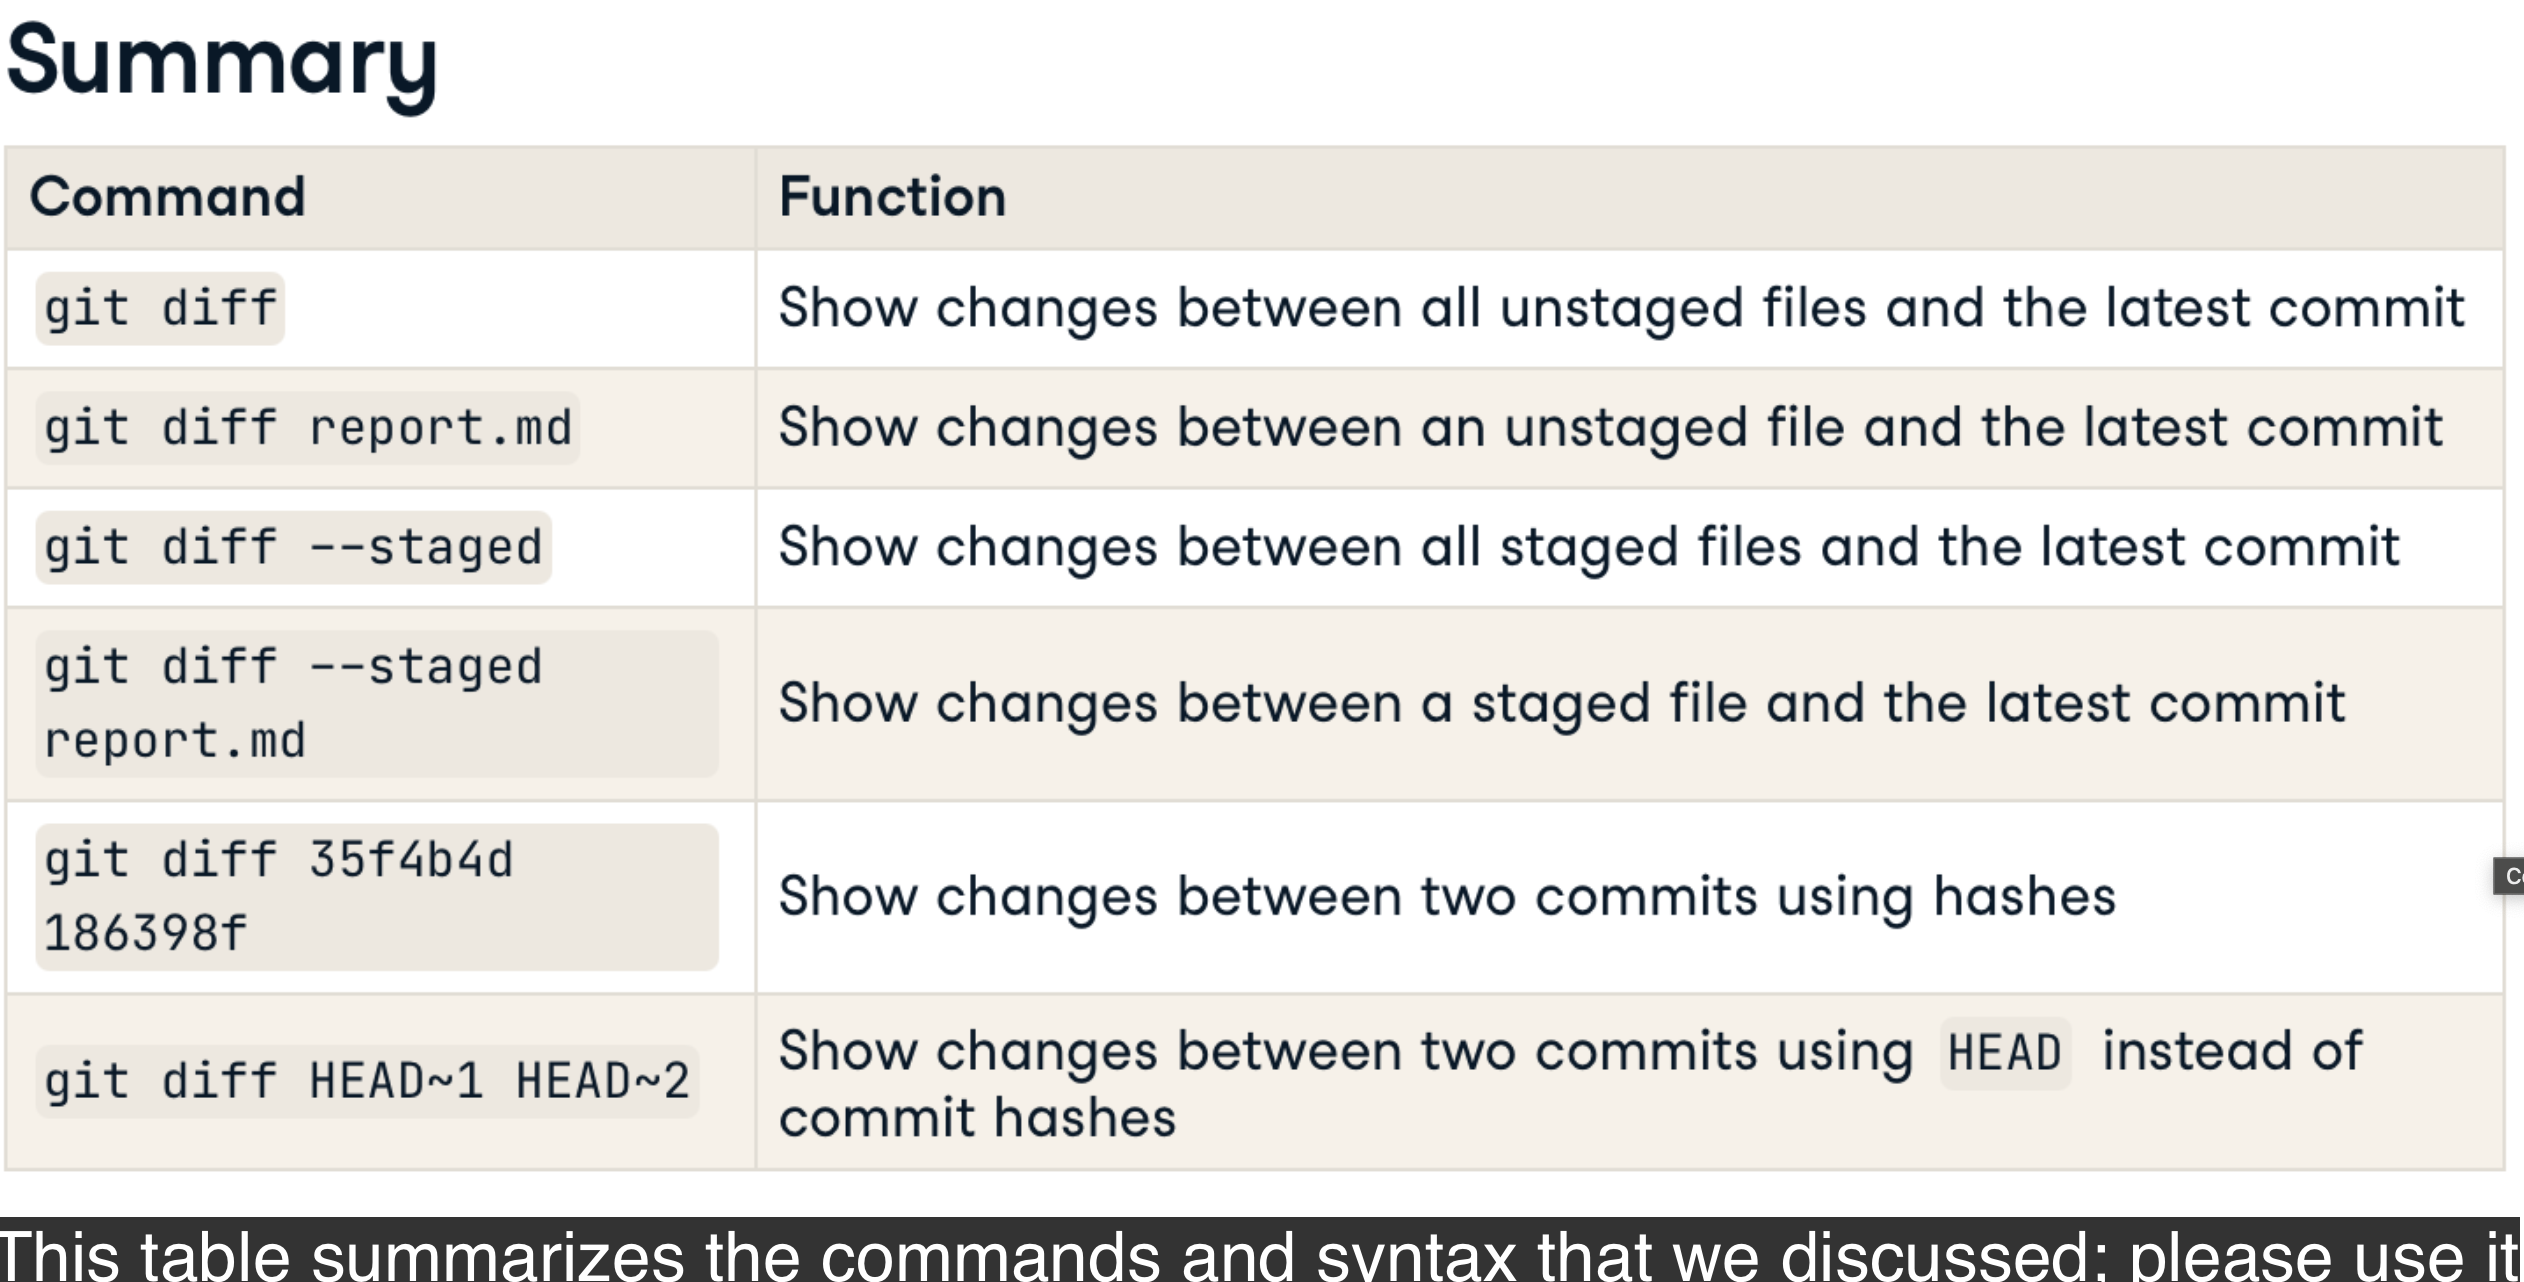 Summary
Command
Function
git diff
Show changes between all unstaged files and the latest commit
git diff report.md
Show changes between an unstaged file and the latest commit
git diff --staged
Show changes between all staged files and the latest commit
git diff --staged
report.md
Show changes between a staged file and the latest commit
git diff 35f4b4d
186398f
Show changes between two commits using hashes
git diff HEAD~1 HEAD~2
Show changes between two commits using HEAD instead of
commit hashes
This table summarizes the commands and syntax that we discussed; please use it